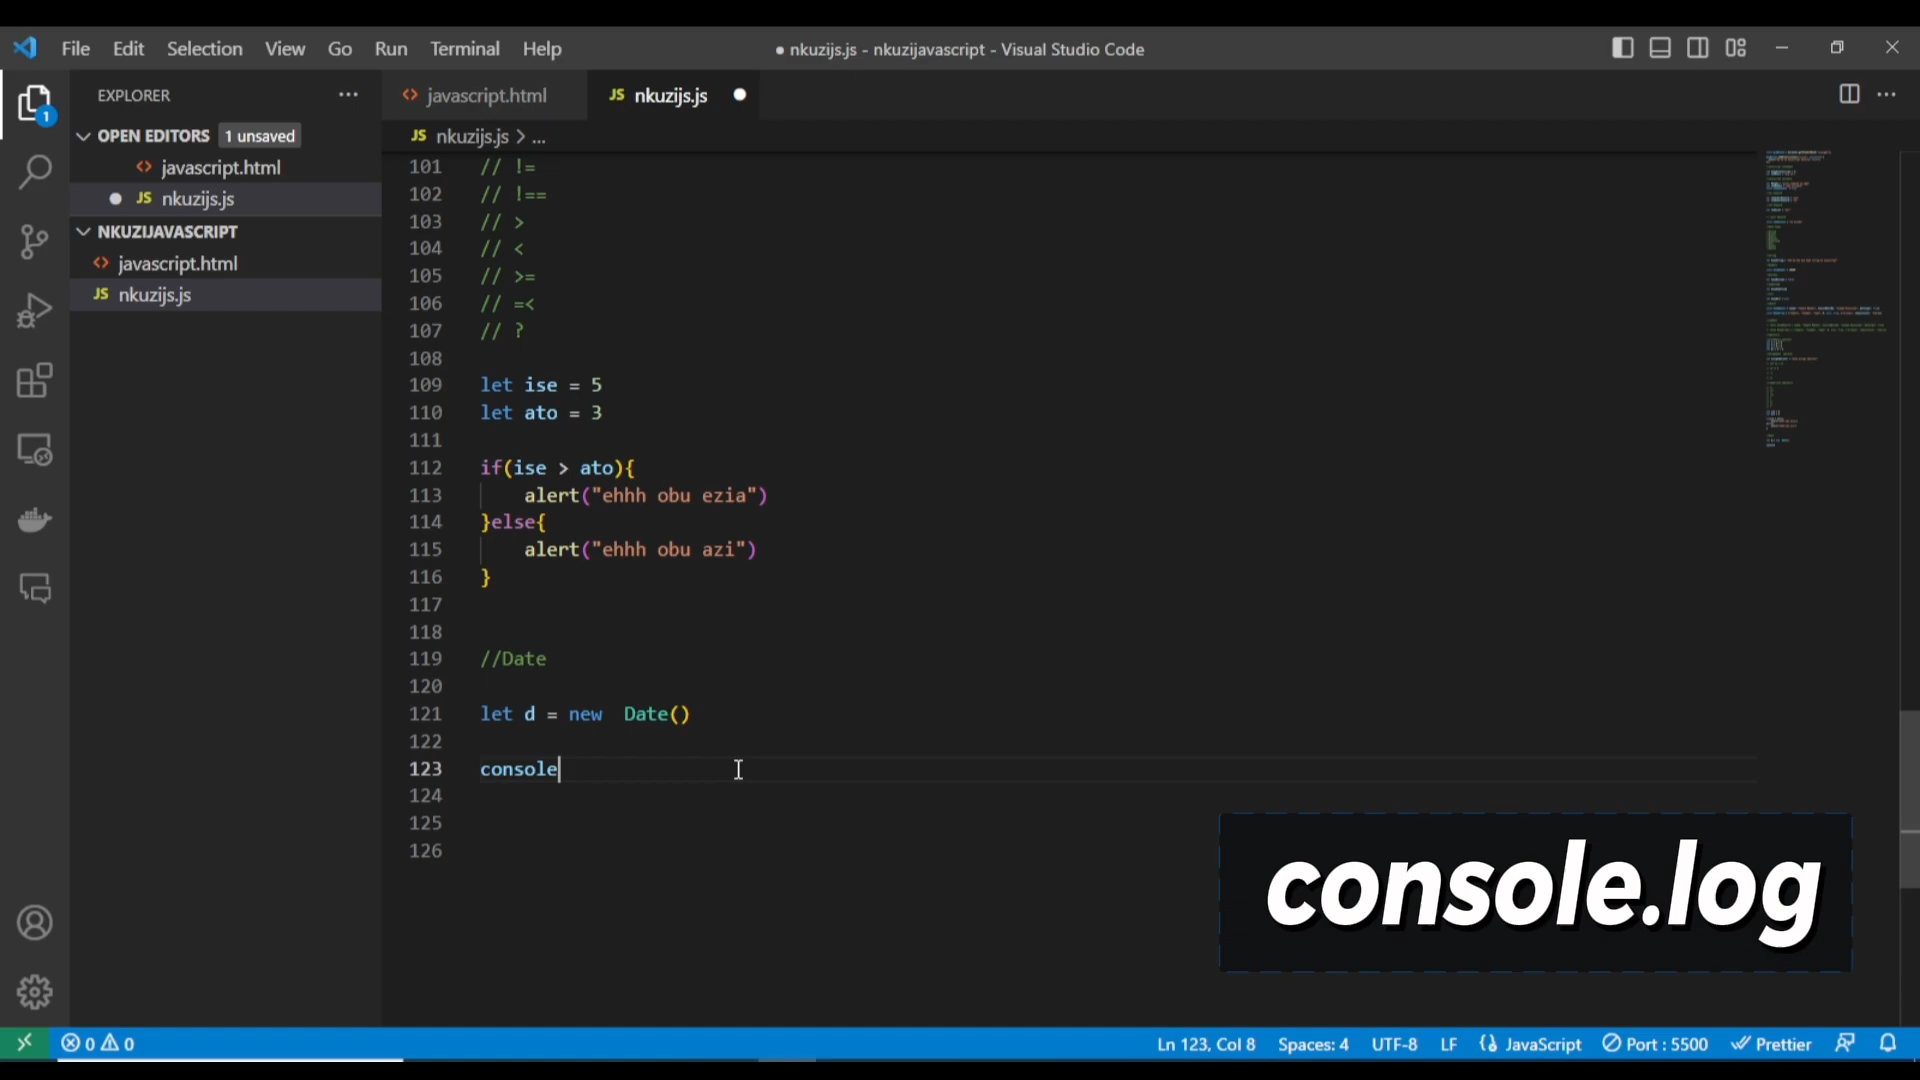 File Edit Selection View Go Run Terminal Help
● nkuzijs.js - nkuzijavascript - Visual Studio Code
EXPLORER
1
OPEN EDITORS 1 unsaved
javascript.html
JS nkuzijs.js
NKUZIJAVASCRIPT
javascript.html
JS nkuzijs.js
javascript.html
JS nkuzijs.js
JS nkuzijs.js > ...
101 // !=
102 // !==
103 // >
104 // <
105 // >=
106 // =<
107 // ?
108
109 let ise = 5
110 let ato = 3
111
112 if(ise > ato){
113 alert("ehhh obu ezia")
114 }else{
115 alert("ehhh obu azi")
116 }
117
118
119 //Date
120
121 let d = new  Date()
122
123 console
124
125
126
console.log
0 0
Ln 123, Col 8 Spaces: 4 UTF-8 LF JavaScript Port : 5500 Prettier